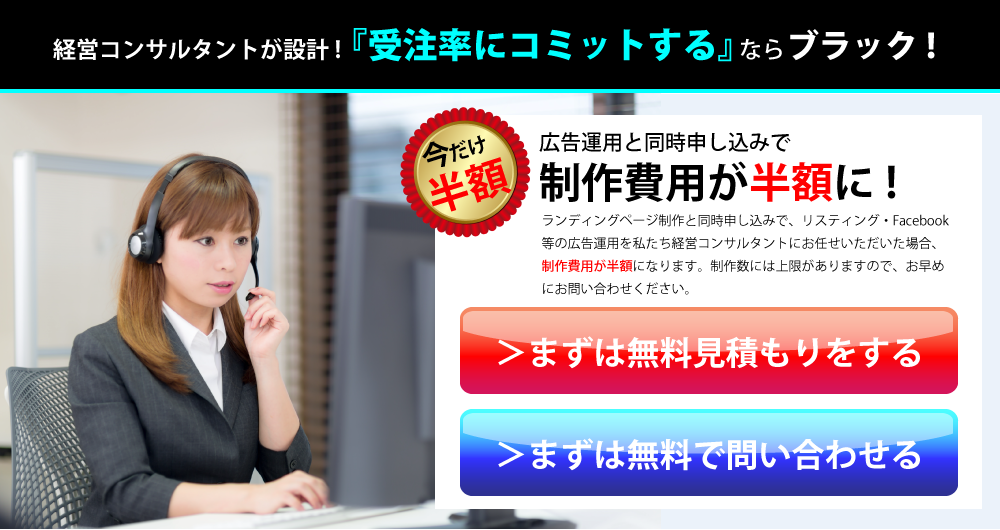 経営コンサルタントが設計！『受注率にコミットする』ならブラック！
今だけ
半額
広告運用と同時申し込みで
制作費用が半額に！
ランディングページ制作と同時申し込みで、リスティング・Facebook
等の広告運用を私たち経営コンサルタントにお任せいただいた場合、
制作費用が半額になります。制作数には上限がありますので、お早め
にお問い合わせください。
＞まずは無料見積もりをする
＞まずは無料で問い合わせる